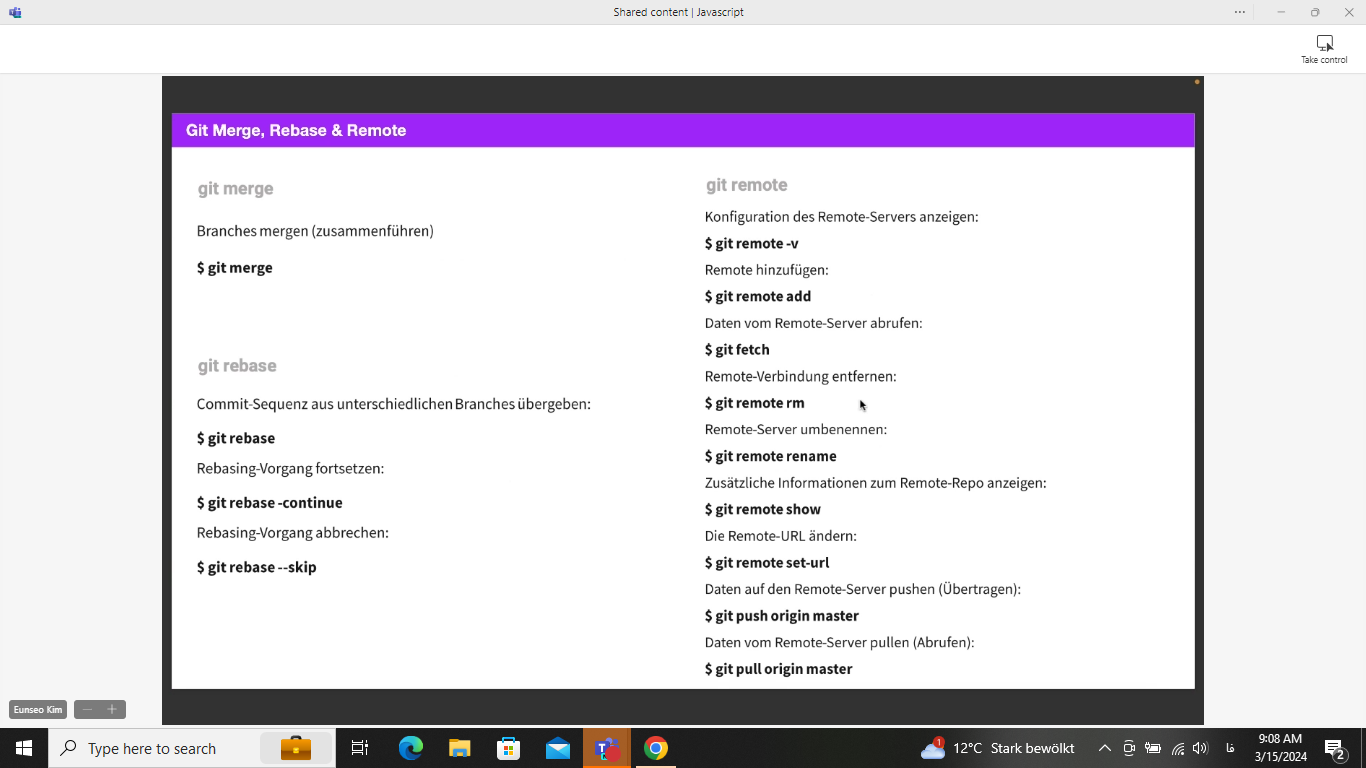 Shared content | Javascript
Take control
Git Merge, Rebase & Remote
git merge
Branches mergen (zusammenführen)
$ git merge
git rebase
Commit-Sequenz aus unterschiedlichen Branches übergeben:
$ git rebase
Rebasing-Vorgang fortsetzen:
$ git rebase -continue
Rebasing-Vorgang abbrechen:
$ git rebase --skip
git remote
Konfiguration des Remote-Servers anzeigen:
$ git remote -v
Remote hinzufügen:
$ git remote add
Daten vom Remote-Server abrufen:
$ git fetch
Remote-Verbindung entfernen:
$ git remote rm
Remote-Server umbenennen:
$ git remote rename
Zusätzliche Informationen zum Remote-Repo anzeigen:
$ git remote show
Die Remote-URL ändern:
$ git remote set-url
Daten auf den Remote-Server pushen (Übertragen):
$ git push origin master
Daten vom Remote-Server pullen (Abrufen):
$ git pull origin master
Eunseo Kim
Type here to search
1
12°C Stark bewölkt
فا
9:08 AM
3/15/2024
2